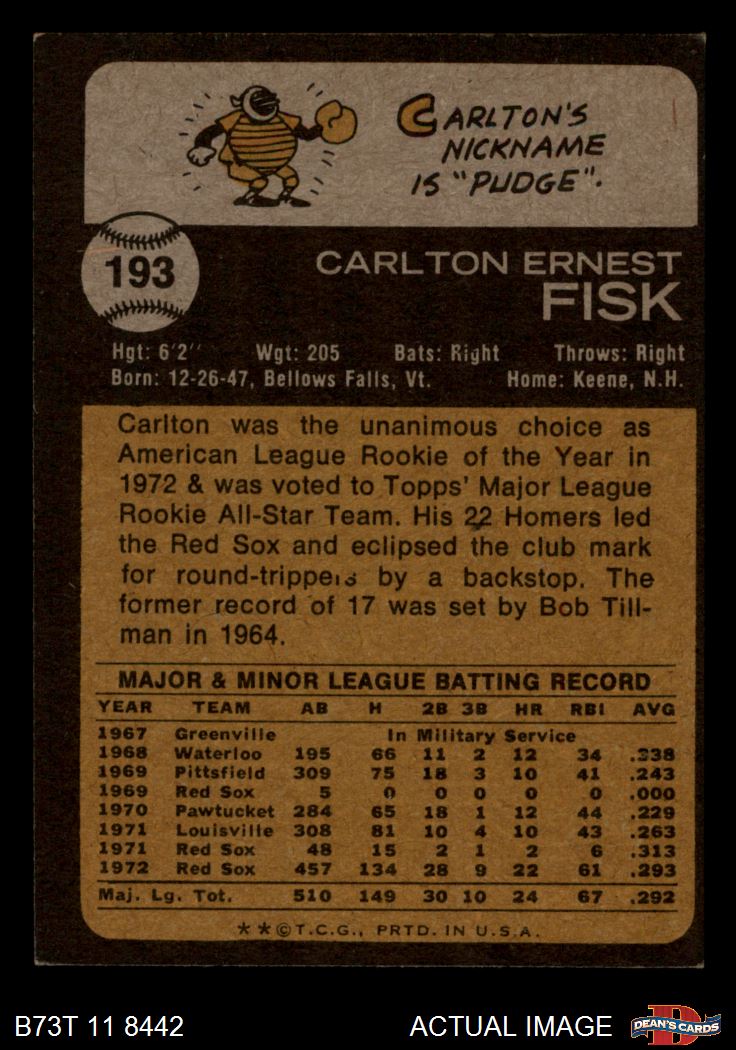 CARLTON'S
NICKNAME
IS "PUDGE".
193
CARLTON ERNEST
FISK
Hgt: 6'2" Wgt: 205 Bats: Right Throws: Right
Born: 12-26-47, Bellows Falls, Vt. Home: Keene, N.H.
Carlton was the unanimous choice as
American League Rookie of the Year in
1972 & was voted to Topps' Major League
Rookie All-Star Team. His 22 Homers led
the Red Sox and eclipsed the club mark
for round-trippers by a backstop. The
former record of 17 was set by Bob Till-
man in 1964.
MAJOR & MINOR LEAGUE BATTING RECORD
YEAR TEAM AB H 2B 3B HR RBI AVG
1967 Greenville In Military Service
1968 Waterloo 195 66 11 2 12 34 .338
1969 Pittsfield 309 75 18 3 10 41 .243
1969 Red Sox 5 0 0 0 0 0 .000
1970 Pawtucket 284 65 18 1 12 44 .229
1971 Louisville 308 81 10 4 10 43 .263
1971 Red Sox 48 15 2 1 2 6 .313
1972 Red Sox 457 134 28 9 22 61 .293
Maj. Lg. Tot. 510 149 30 10 24 67 .292
**©T.C.G., PRTD. IN U.S.A.
B73T 11 8442 ACTUAL IMAGE DEAN'S CARDS